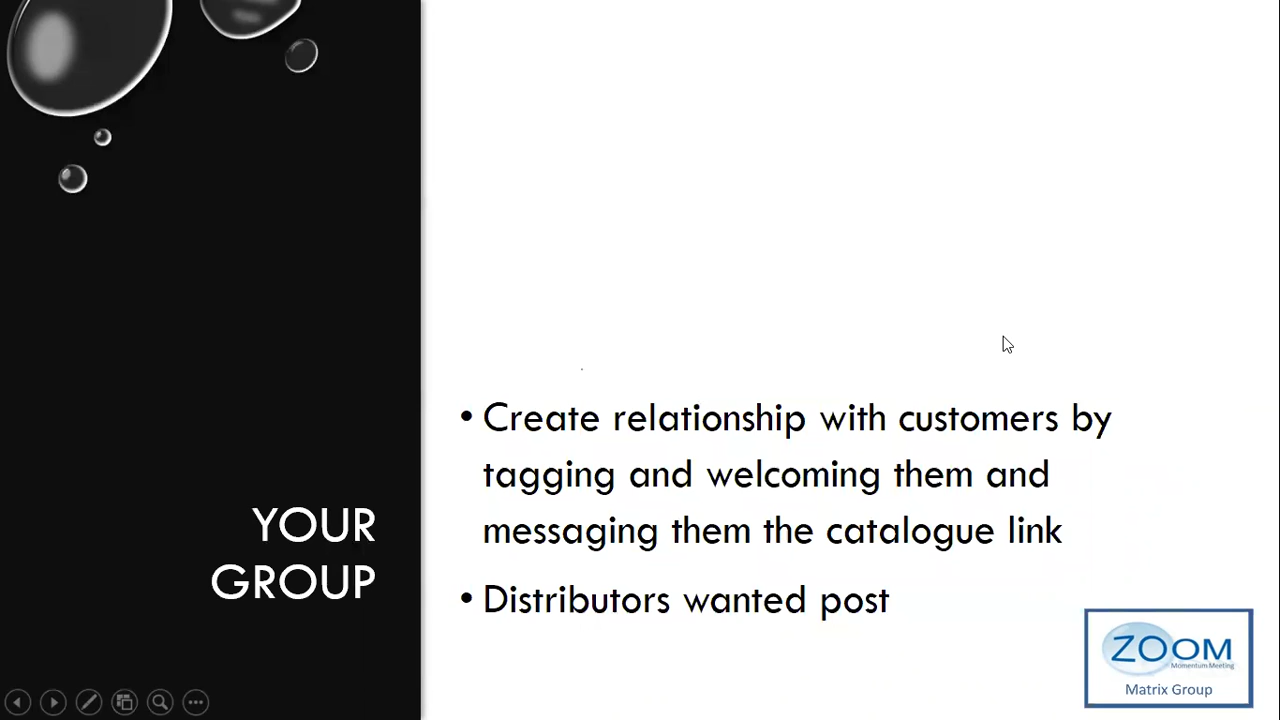 YOUR
GROUP
• Create relationship with customers by
tagging and welcoming them and
messaging them the catalogue link
• Distributors wanted post
ZOOM
Momentum Meeting
Matrix Group